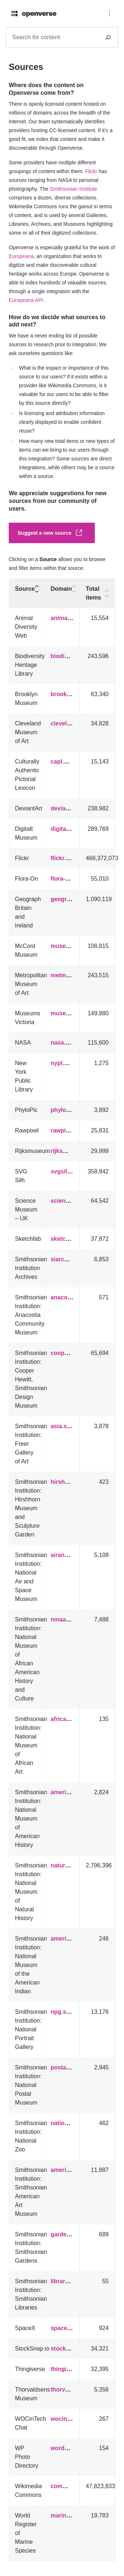 openverse
Search for content
Sources
Where does the content on
Openverse come from?
There is openly licensed content hosted on
millions of domains across the breadth of the
internet. Our team systematically identifies
providers hosting CC-licensed content. If it's a
good fit, we index that content and make it
discoverable through Openverse.
Some providers have multiple different
groupings of content within them. Flickr has
sources ranging from NASA to personal
photography. The Smithsonian Institute
comprises a dozen, diverse collections.
Wikimedia Commons runs the gamut in terms
of content, and is used by several Galleries,
Libraries, Archives, and Museums highlighting
some or all of their digitized collections.
Openverse is especially grateful for the work of
Europeana, an organization that works to
digitize and make discoverable cultural
heritage works across Europe. Openverse is
able to index hundreds of valuable sources,
through a single integration with the
Europeana API.
How do we decide what sources to
add next?
We have a never ending list of possible
sources to research prior to integration. We
ask ourselves questions like:
What is the impact or importance of this
source to our users? If it exists within a
provider like Wikimedia Commons, is it
valuable for our users to be able to filter
by this source directly?
Is licensing and attribution information
clearly displayed to enable confident
reuse?
How many new total items or new types of
items can we bring to our users through
this integration? Some sources are direct
integrations, while others may be a source
within a source.
We appreciate suggestions for new
sources from our community of
users.
Suggest a new source
Clicking on a Source allows you to browse
and filter items within that source.
Source Domain Total
items
Animal
Diversity
Web anima… 15,554
Biodiversity
Heritage
Library biodi… 243,596
Brooklyn
Museum brook… 63,340
Cleveland
Museum
of Art clevel… 34,828
Culturally
Authentic
Pictorial
Lexicon capl.… 15,143
DeviantArt devia… 238,982
Digitalt
Museum digita… 289,769
Flickr flickr.… 468,372,073
Flora-On flora-… 55,010
Geograph
Britain
and
Ireland geogr… 1,090,119
McCord
Museum muse… 108,815
Metropolitan
Museum
of Art metm… 243,515
Museums
Victoria muse… 149,880
NASA nasa.… 115,600
New
York
Public
Library nypl.… 1,275
PhyloPic phylo… 3,892
Rawpixel rawpi… 25,831
Rijksmuseum rijks… 29,999
SVG
Silh svgsil… 358,942
Science
Museum
– UK scien… 64,542
Sketchfab sketc… 37,872
Smithsonian
Institution
Archives siarc… 6,853
Smithsonian
Institution:
Anacostia
Community
Museum anaco… 571
Smithsonian
Institution:
Cooper
Hewitt,
Smithsonian
Design
Museum coop… 65,694
Smithsonian
Institution:
Freer
Gallery
of Art asia.s… 3,878
Smithsonian
Institution:
Hirshhorn
Museum
and
Sculpture
Garden hirsh… 423
Smithsonian
Institution:
National
Air and
Space
Museum airan… 5,109
Smithsonian
Institution:
National
Museum
of
African
American
History
and
Culture nmaa… 7,488
Smithsonian
Institution:
National
Museum
of
African
Art africa… 135
Smithsonian
Institution:
National
Museum
of
American
History ameri… 2,824
Smithsonian
Institution:
National
Museum
of
Natural
History natur… 2,796,396
Smithsonian
Institution:
National
Museum
of the
American
Indian ameri… 246
Smithsonian
Institution:
National
Portrait
Gallery npg.s… 13,176
Smithsonian
Institution:
National
Postal
Museum posta… 2,945
Smithsonian
Institution:
National
Zoo natio… 462
Smithsonian
Institution:
Smithsonian
American
Art
Museum ameri… 11,887
Smithsonian
Institution:
Smithsonian
Gardens garde… 689
Smithsonian
Institution:
Smithsonian
Libraries librar… 55
SpaceX space… 924
StockSnap.io stock… 34,321
Thingiverse thingi… 32,395
Thorvaldsens
Museum thorv… 5,356
WOCinTech
Chat wocin… 267
WP
Photo
Directory word… 154
Wikimedia
Commons com… 47,823,833
World
Register
of
Marine
Species marin… 19,783